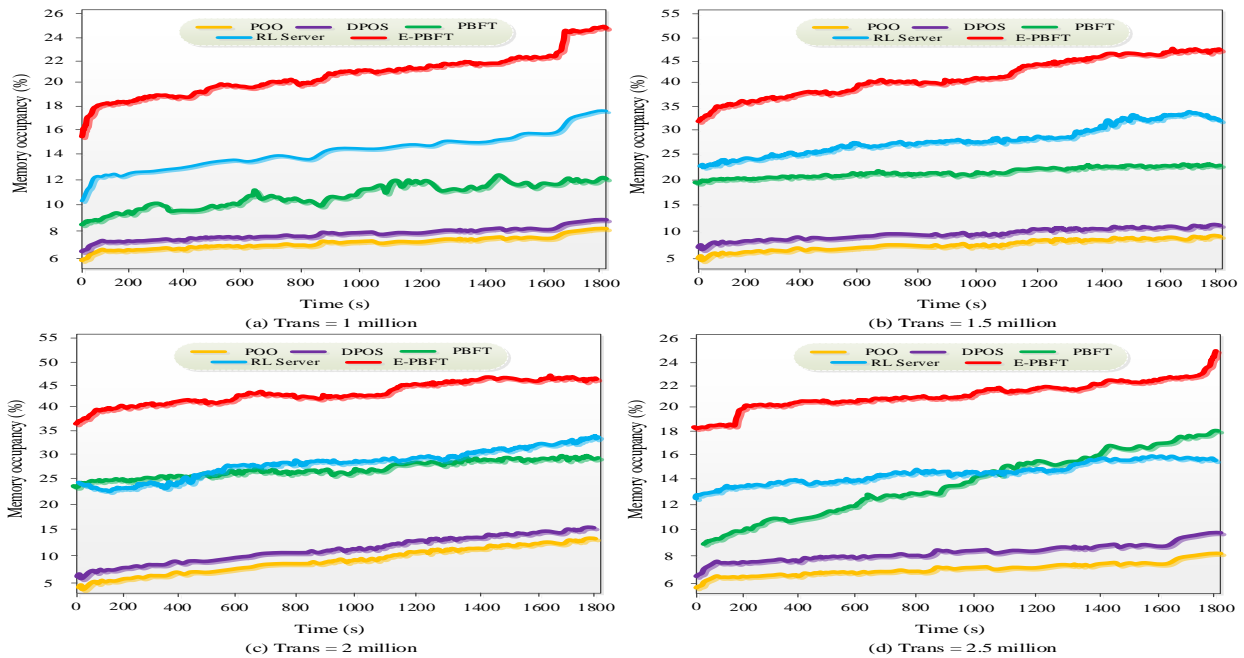 POO DPOS PBFT
RL Server E-PBFT
Memory occupancy (%)
26
24
22
20
18
16
14
12
10
8
6
0 200 400 600 800 1000 1200 1400 1600 1800
Time (s)
(a) Trans = 1 million
POO DPOS PBFT
RL Server E-PBFT
Memory occupancy (%)
55
50
45
40
35
30
25
20
15
10
5
0 200 400 600 800 1000 1200 1400 1600 1800
Time (s)
(b) Trans = 1.5 million
POO DPOS PBFT
RL Server E-PBFT
Memory occupancy (%)
55
50
45
40
35
30
25
20
15
10
5
0 200 400 600 800 1000 1200 1400 1600 1800
Time (s)
(c) Trans = 2 million
POO DPOS PBFT
RL Server E-PBFT
Memory occupancy (%)
26
24
22
20
18
16
14
12
10
8
6
0 200 400 600 800 1000 1200 1400 1600 1800
Time (s)
(d) Trans = 2.5 million